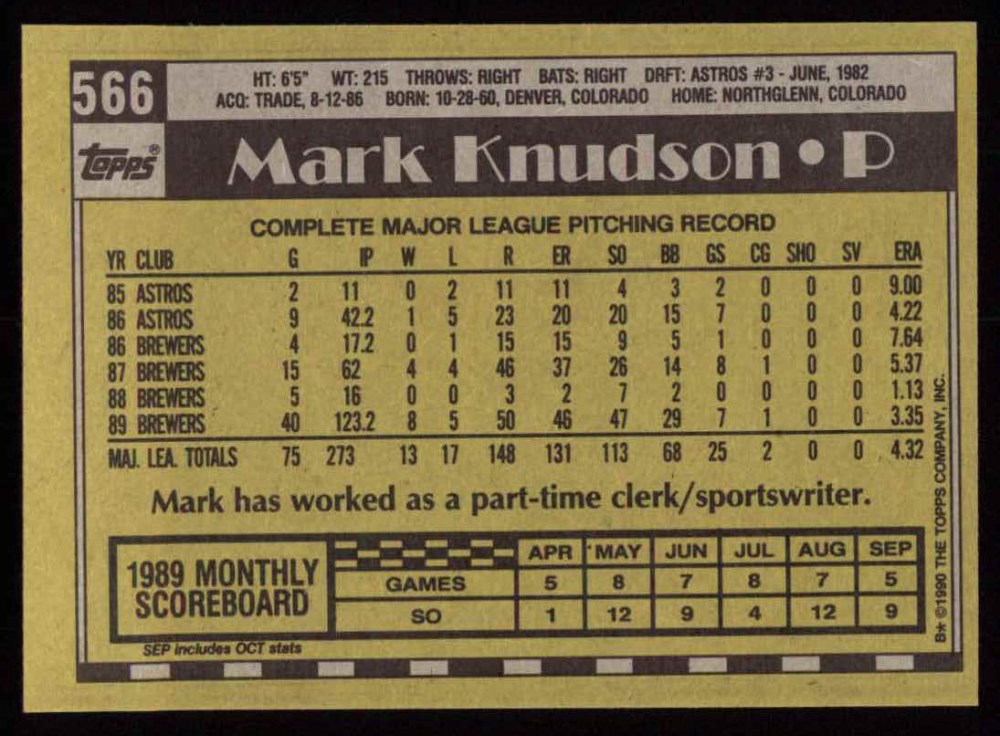 566
HT: 6'5" WT: 215 THROWS: RIGHT BATS: RIGHT DRFT: ASTROS #3 - JUNE, 1982
ACQ: TRADE, 8-12-86 BORN: 10-28-60, DENVER, COLORADO HOME: NORTHGLENN, COLORADO
Topps®
Mark Knudson • P
COMPLETE MAJOR LEAGUE PITCHING RECORD
YR CLUB G IP W L R ER SO BB GS CG SHO SV ERA
85 ASTROS 2 11 0 2 11 11 4 3 2 0 0 0 9.00
86 ASTROS 9 42.2 1 5 23 20 20 15 7 0 0 0 4.22
86 BREWERS 4 17.2 0 1 15 15 9 5 1 0 0 0 7.64
87 BREWERS 15 62 4 4 46 37 26 14 8 1 0 0 5.37
88 BREWERS 5 16 0 0 3 2 7 2 0 0 0 0 1.13
89 BREWERS 40 123.2 8 5 50 46 47 29 7 1 0 0 3.35
MAJ. LEA. TOTALS 75 273 13 17 148 131 113 68 25 2 0 0 4.32
Mark has worked as a part-time clerk/sportswriter.
1989 MONTHLY
SCOREBOARD
APR MAY JUN JUL AUG SEP
GAMES 5 8 7 8 7 5
SO 1 12 9 4 12 9
SEP includes OCT stats
B* ©1990 THE TOPPS COMPANY, INC.